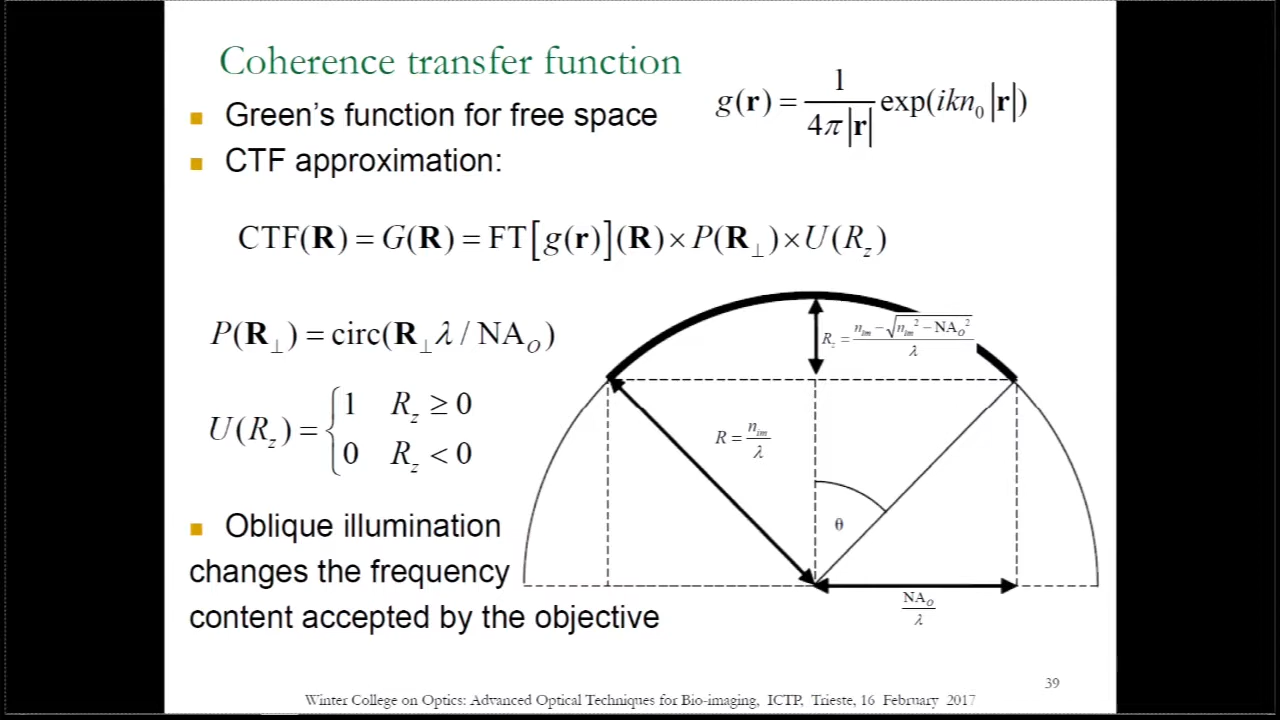 Coherence transfer function
g(r) = 1 / 4π|r| exp(ikn₀|r|)
■ Green's function for free space
■ CTF approximation:
CTF(R) = G(R) = FT[g(r)](R) × P(R⊥) × U(R_z)
P(R⊥) = circ(R⊥λ / NA_O)
R_z = (n_im − √(n_im² − NA_O²)) / λ
U(R_z) = { 1 R_z ≥ 0
0 R_z < 0
R = n_im / λ
θ
■ Oblique illumination
changes the frequency
content accepted by the objective
NA_O / λ
39
Winter College on Optics: Advanced Optical Techniques for Bio-imaging, ICTP, Trieste, 16 February 2017